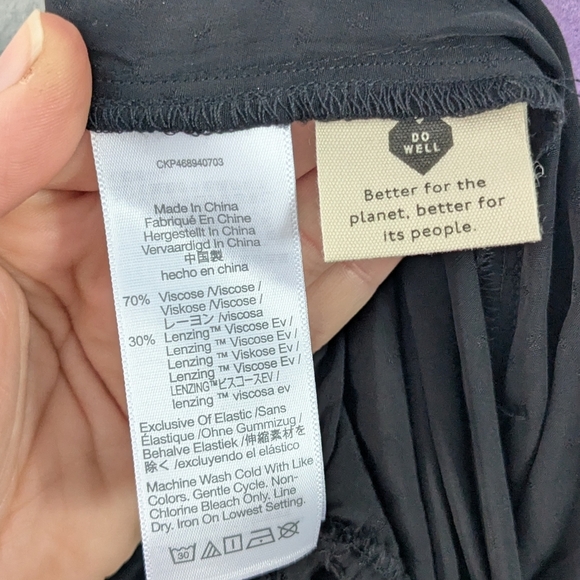 CKP468940703
Made In China
Fabriqué En Chine
Hergestellt In China
Vervaardigd In China
中国製
hecho en china
70% Viscose /Viscose /
Viskose /Viscose /
レーヨン /viscosa
30% Lenzing™ Viscose Ev /
Lenzing ™ Viscose Ev /
Lenzing ™ Viskose Ev /
Lenzing ™ Viscose Ev /
LENZING™ビスコースEV /
lenzing ™ viscosa ev
Exclusive Of Elastic /Sans
Élastique /Ohne Gummizug /
Behalve Elastiek /伸縮素材を
除く /excluyendo el elástico
Machine Wash Cold With Like
Colors. Gentle Cycle. Non-
Chlorine Bleach Only. Line
Dry. Iron On Lowest Setting.
30
DO
WELL
Better for the
planet, better for
its people.